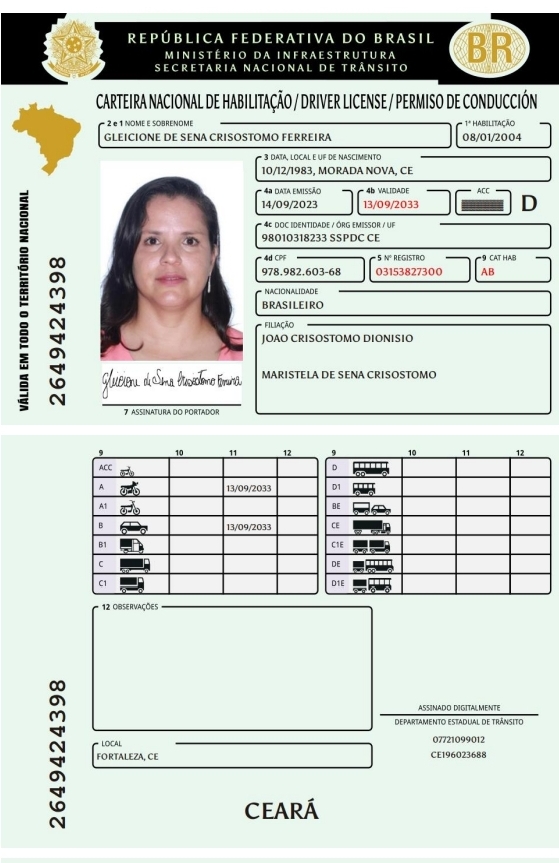 REPÚBLICA FEDERATIVA DO BRASIL
MINISTÉRIO DA INFRAESTRUTURA
SECRETARIA NACIONAL DE TRÂNSITO
BR
CARTEIRA NACIONAL DE HABILITAÇÃO / DRIVER LICENSE / PERMISO DE CONDUCCIÓN
2 e 1 NOME E SOBRENOME
GLEICIONE DE SENA CRISOSTOMO FERREIRA
1ª HABILITAÇÃO
08/01/2004
3 DATA, LOCAL E UF DE NASCIMENTO
10/12/1983, MORADA NOVA, CE
4a DATA EMISSÃO
14/09/2023
4b VALIDADE
13/09/2033
ACC
D
4c DOC IDENTIDADE / ÓRG EMISSOR / UF
98010318233 SSPDC CE
4d CPF
978.982.603-68
5 Nº REGISTRO
03153827300
9 CAT HAB
AB
NACIONALIDADE
BRASILEIRO
FILIAÇÃO
JOAO CRISOSTOMO DIONISIO
MARISTELA DE SENA CRISOSTOMO
Gleicione de Sena Crisostomo Ferreira
7 ASSINATURA DO PORTADOR
VÁLIDA EM TODO O TERRITÓRIO NACIONAL
2649424398
9 10 11 12 9 10 11 12
ACC D
A 13/09/2033 D1
A1 BE
B 13/09/2033 CE
B1 C1E
C DE
C1 D1E
12 OBSERVAÇÕES
ASSINADO DIGITALMENTE
DEPARTAMENTO ESTADUAL DE TRÂNSITO
07721099012
CE196023688
LOCAL
FORTALEZA, CE
2649424398
CEARÁ